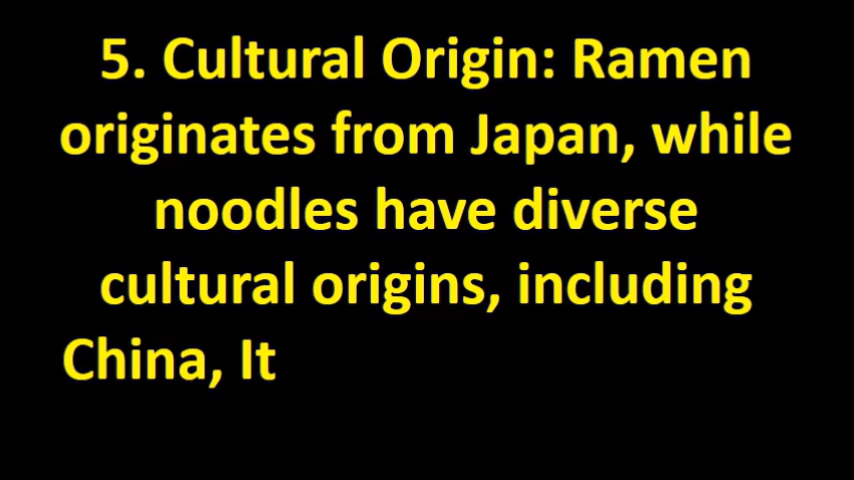 5. Cultural Origin: Ramen
originates from Japan, while
noodles have diverse
cultural origins, including
China, It